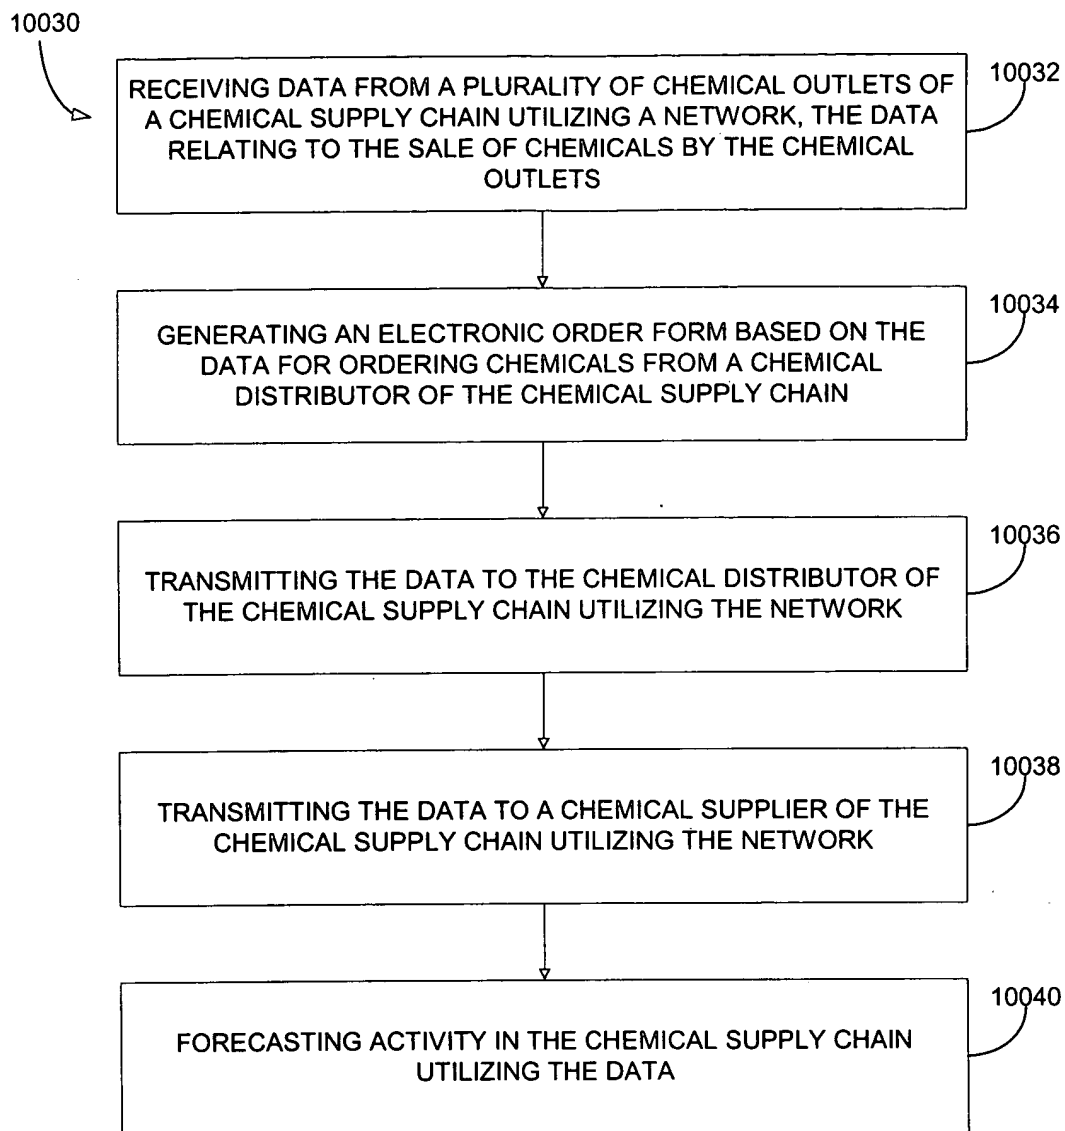 10030
RECEIVING DATA FROM A PLURALITY OF CHEMICAL OUTLETS OF
A CHEMICAL SUPPLY CHAIN UTILIZING A NETWORK, THE DATA
RELATING TO THE SALE OF CHEMICALS BY THE CHEMICAL
OUTLETS
10032
GENERATING AN ELECTRONIC ORDER FORM BASED ON THE
DATA FOR ORDERING CHEMICALS FROM A CHEMICAL
DISTRIBUTOR OF THE CHEMICAL SUPPLY CHAIN
10034
TRANSMITTING THE DATA TO THE CHEMICAL DISTRIBUTOR OF
THE CHEMICAL SUPPLY CHAIN UTILIZING THE NETWORK
10036
TRANSMITTING THE DATA TO A CHEMICAL SUPPLIER OF THE
CHEMICAL SUPPLY CHAIN UTILIZING THE NETWORK
10038
FORECASTING ACTIVITY IN THE CHEMICAL SUPPLY CHAIN
UTILIZING THE DATA
10040